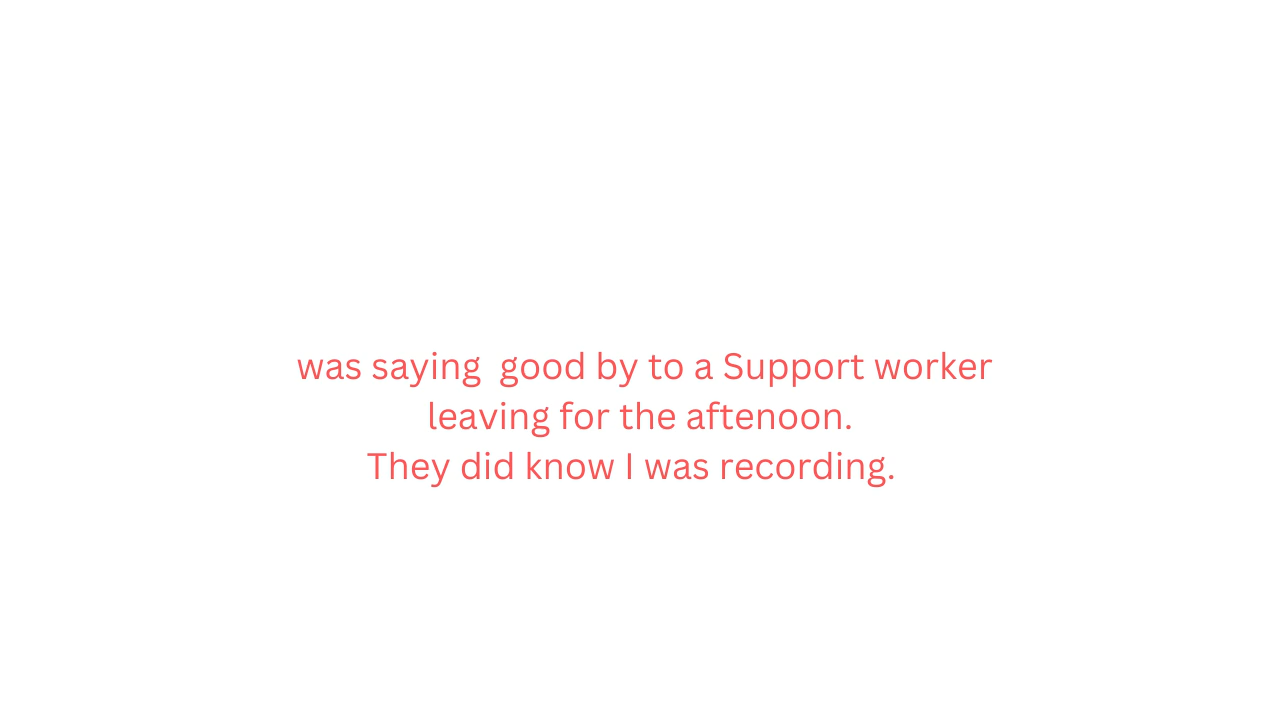 was saying  good by to a Support worker
leaving for the aftenoon.
They did know I was recording.